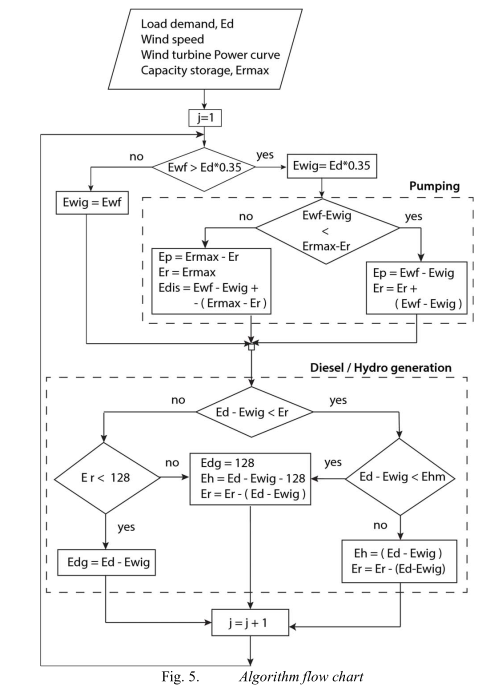 Load demand, Ed
Wind speed
Wind turbine Power curve
Capacity storage, Ermax
j=1
no
Ewf > Ed*0.35
yes
Ewig= Ed*0.35
Ewig = Ewf
Pumping
no
Ewf-Ewig
<
Ermax-Er
yes
Ep = Ermax - Er
Er = Ermax
Edis = Ewf - Ewig +
- ( Ermax - Er )
Ep = Ewf - Ewig
Er = Er +
( Ewf - Ewig )
Diesel / Hydro generation
no
Ed - Ewig < Er
yes
E r < 128
no
Edg = 128
Eh = Ed - Ewig - 128
Er = Er - ( Ed - Ewig )
yes
Ed - Ewig < Ehm
yes
no
Edg = Ed - Ewig
Eh = ( Ed - Ewig )
Er = Er - (Ed-Ewig)
j = j + 1
Fig. 5. Algorithm flow chart